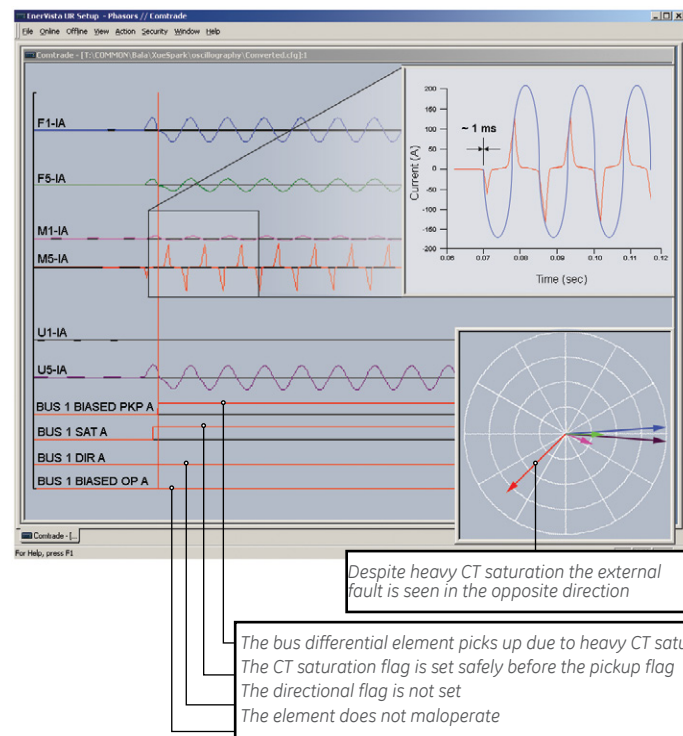 EnerVista UR Setup - Phasors // Comtrade
File Online Offline View Action Security Window Help
Comtrade - [T:\COMMON\Bala\XueSpark\oscillography\Converted.cfg]:1
F1-IA
F5-IA
M1-IA
M5-IA
U1-IA
U5-IA
BUS 1 BIASED PKP A
BUS 1 SAT A
BUS 1 DIR A
BUS 1 BIASED OP A
200
150
100
50
0
-50
-100
-150
-200
~ 1 ms
Current (A)
0.06 0.07 0.08 0.09 0.10 0.11 0.12
Time (sec)
Comtrade - [...
For Help, press F1
Despite heavy CT saturation the external
fault is seen in the opposite direction
The bus differential element picks up due to heavy CT satu
The CT saturation flag is set safely before the pickup flag
The directional flag is not set
The element does not maloperate